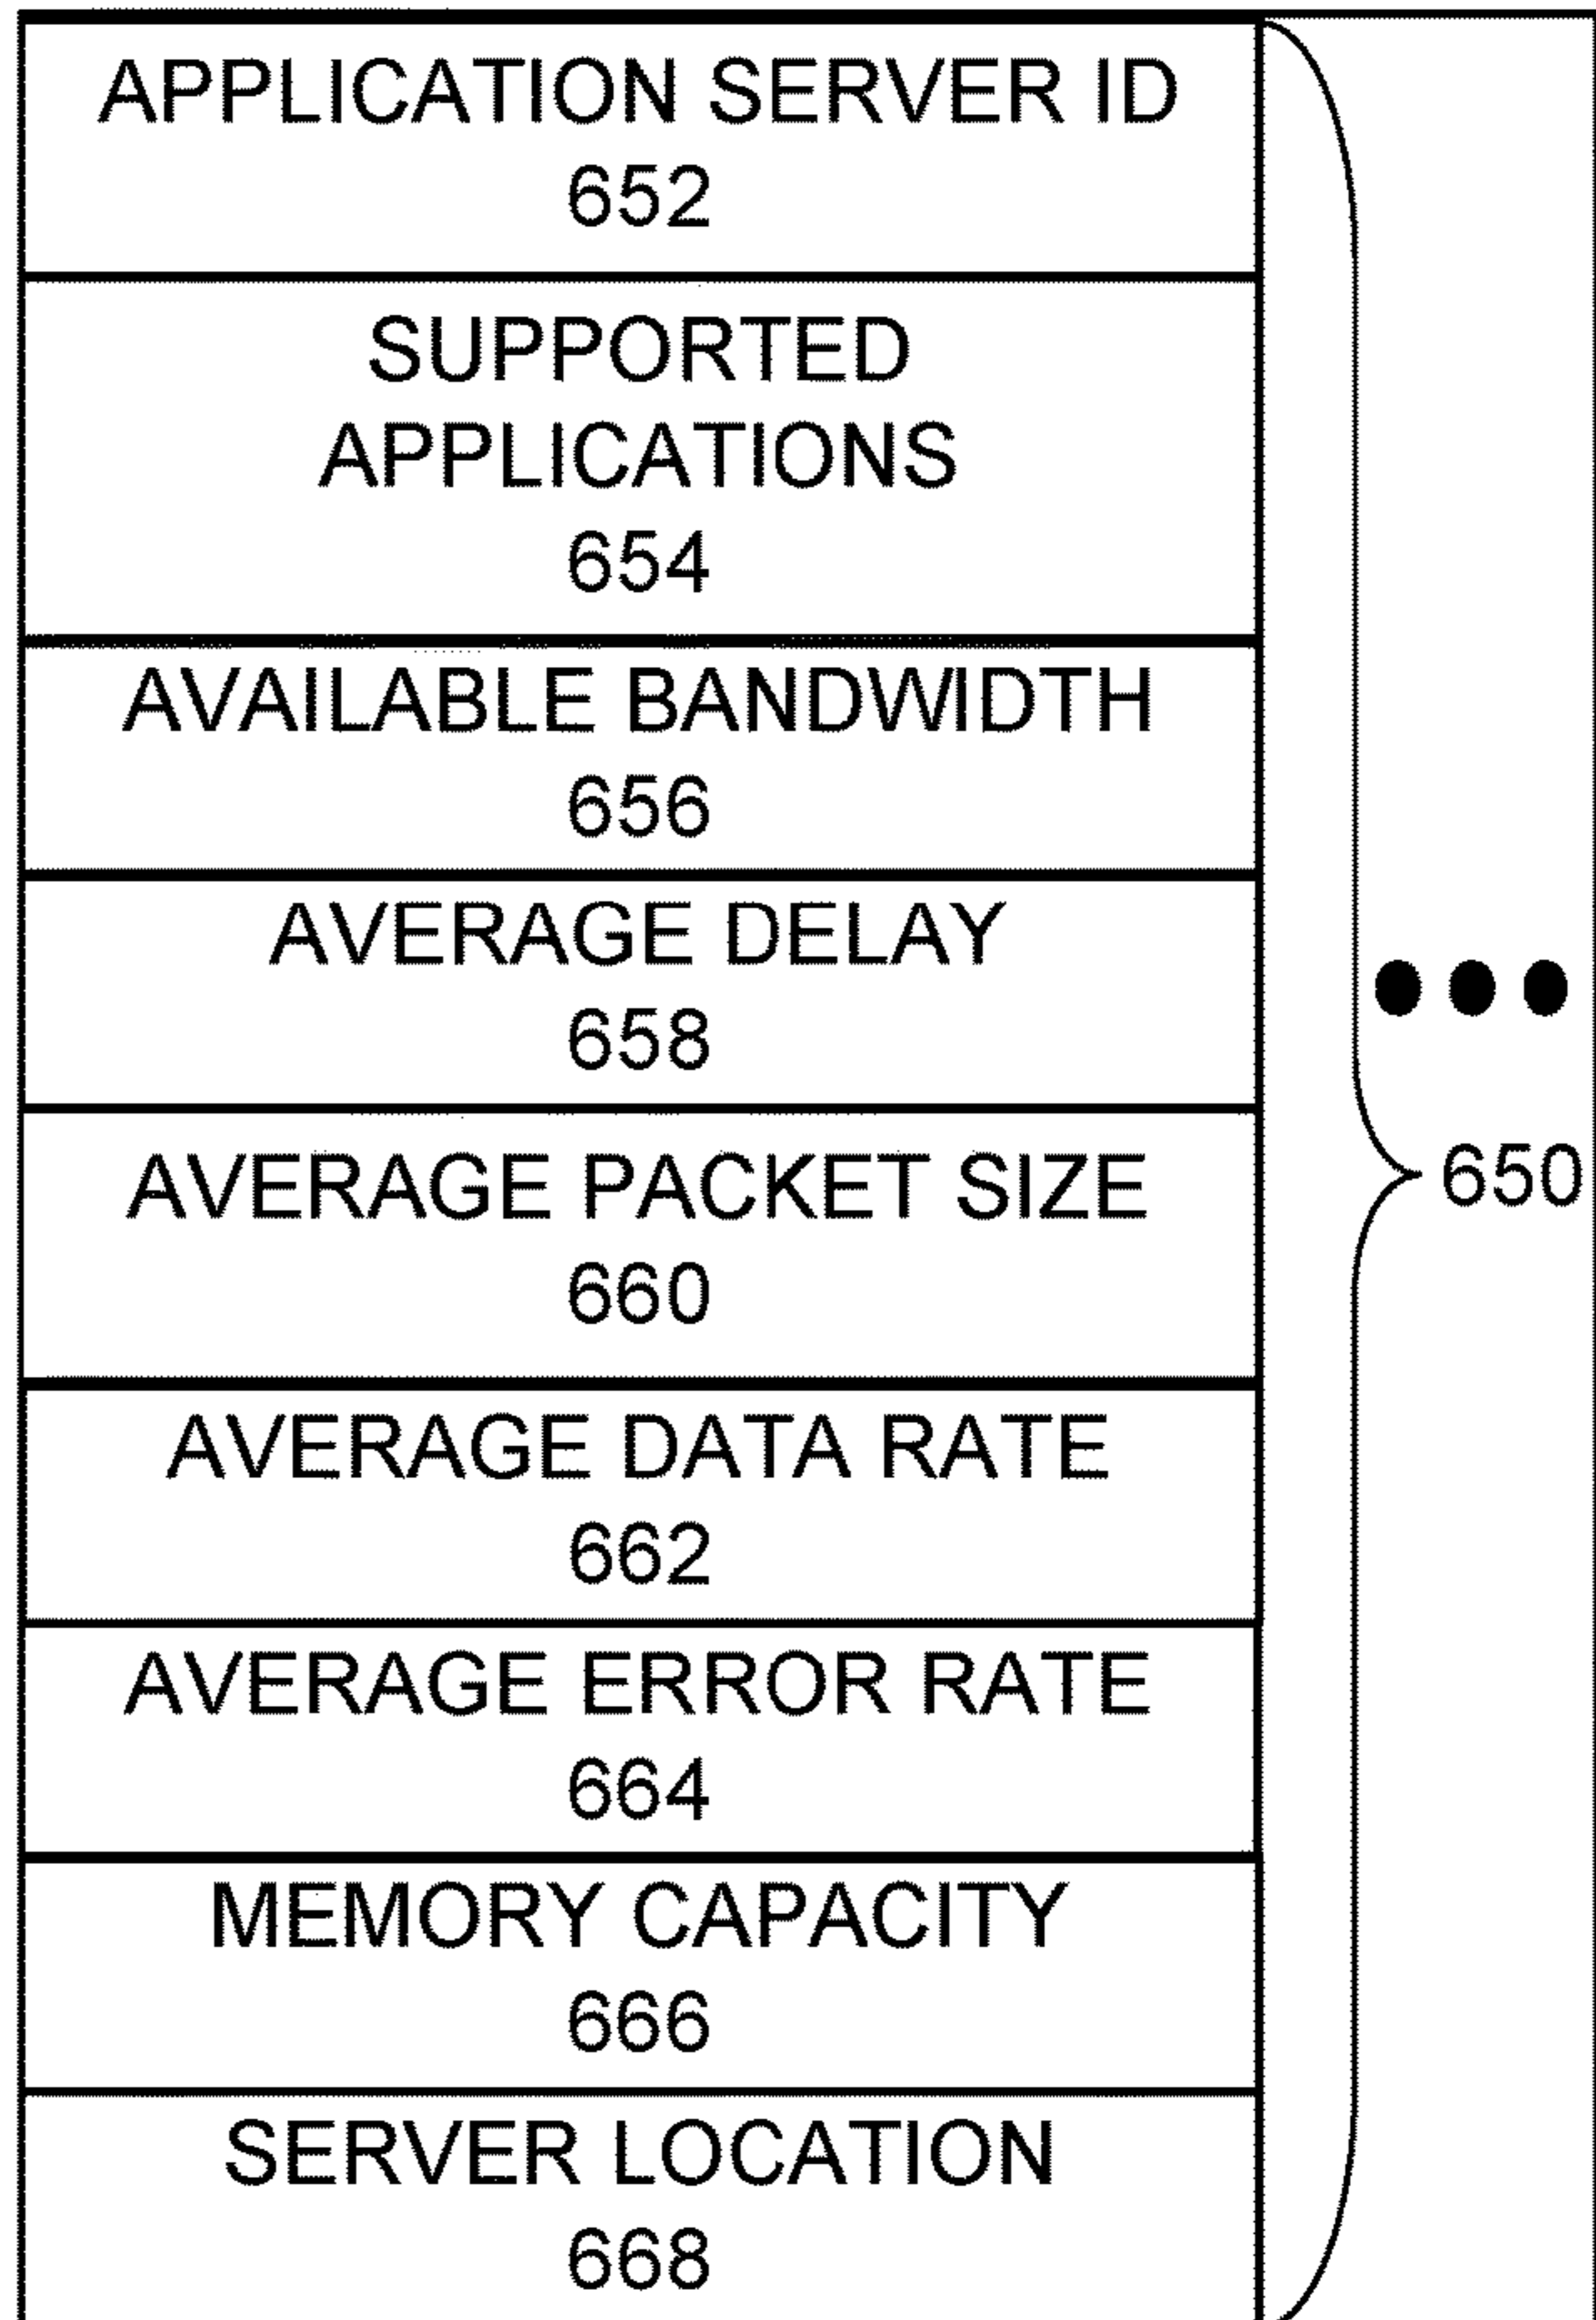 APPLICATION SERVER ID
652
SUPPORTED
APPLICATIONS
654
AVAILABLE BANDWIDTH
656
AVERAGE DELAY
658
AVERAGE PACKET SIZE
660
AVERAGE DATA RATE
662
AVERAGE ERROR RATE
664
MEMORY CAPACITY
666
SERVER LOCATION
668
650